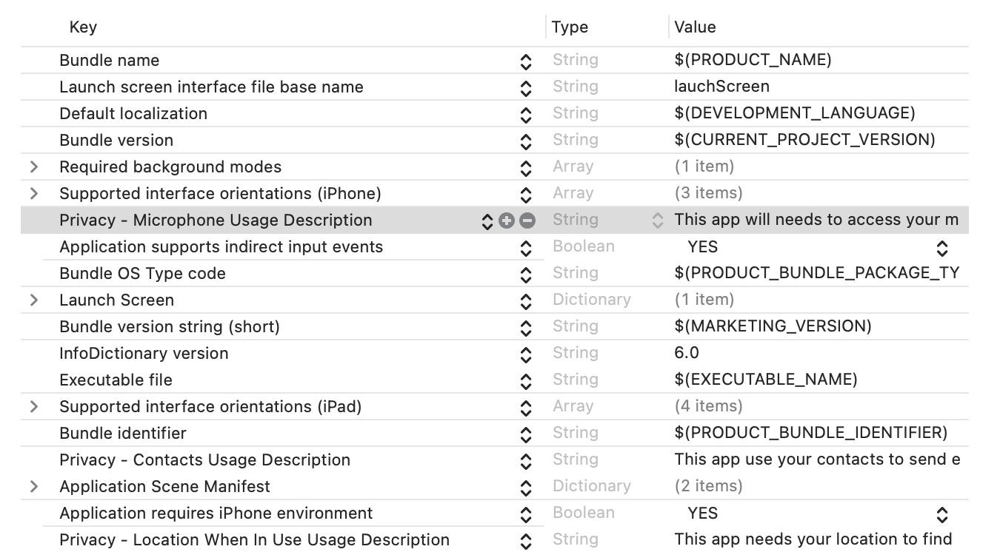 Key Type Value
Bundle name String $(PRODUCT_NAME)
Launch screen interface file base name String lauchScreen
Default localization String $(DEVELOPMENT_LANGUAGE)
Bundle version String $(CURRENT_PROJECT_VERSION)
Required background modes Array (1 item)
Supported interface orientations (iPhone) Array (3 items)
Privacy - Microphone Usage Description String This app will needs to access your m
Application supports indirect input events Boolean YES
Bundle OS Type code String $(PRODUCT_BUNDLE_PACKAGE_TY
Launch Screen Dictionary (1 item)
Bundle version string (short) String $(MARKETING_VERSION)
InfoDictionary version String 6.0
Executable file String $(EXECUTABLE_NAME)
Supported interface orientations (iPad) Array (4 items)
Bundle identifier String $(PRODUCT_BUNDLE_IDENTIFIER)
Privacy - Contacts Usage Description String This app use your contacts to send e
Application Scene Manifest Dictionary (2 items)
Application requires iPhone environment Boolean YES
Privacy - Location When In Use Usage Description String This app needs your location to find